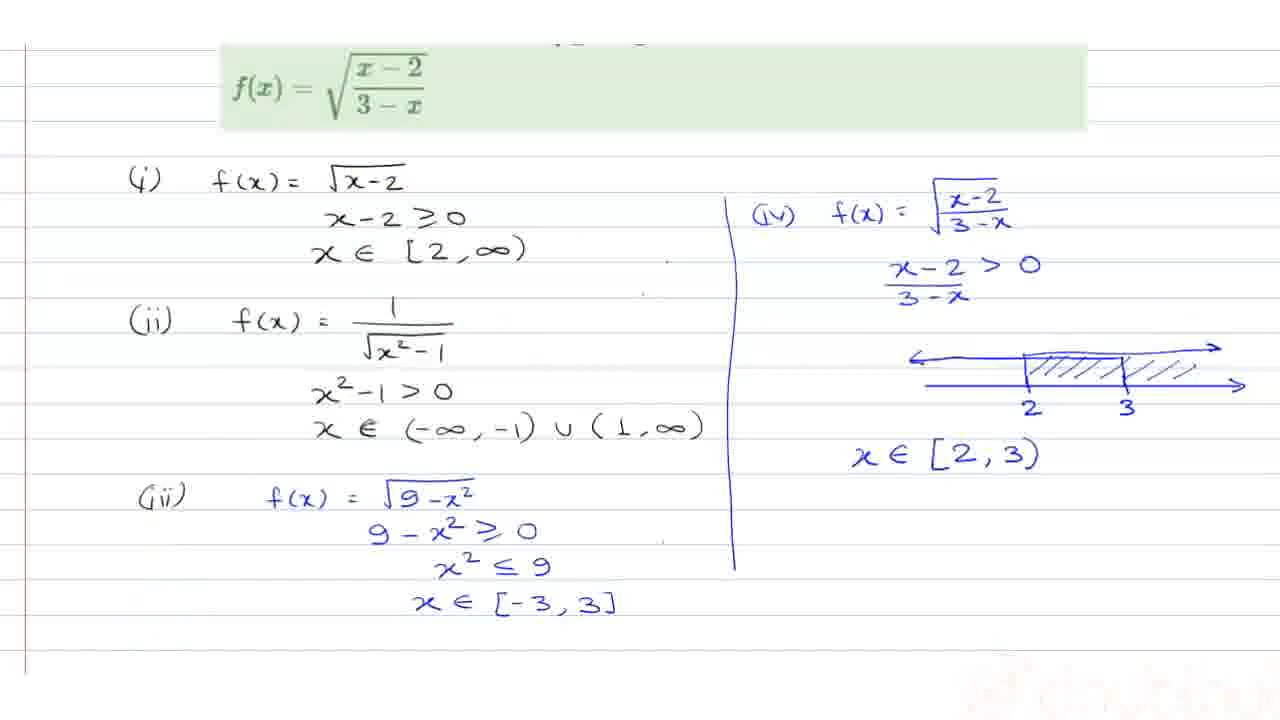 f(x) = √((x − 2)/(3 − x))
(i) f(x) = √(x−2)
x−2 ≥ 0
x ∈ [2, ∞)
(ii) f(x) = 1/√(x²−1)
x²−1 > 0
x ∈ (−∞, −1) ∪ (1, ∞)
(iii) f(x) = √(9−x²)
9 − x² ≥ 0
x² ≤ 9
x ∈ [−3, 3]
(iv) f(x) = √((x−2)/(3−x))
(x−2)/(3−x) > 0
2 3
x ∈ [2, 3)